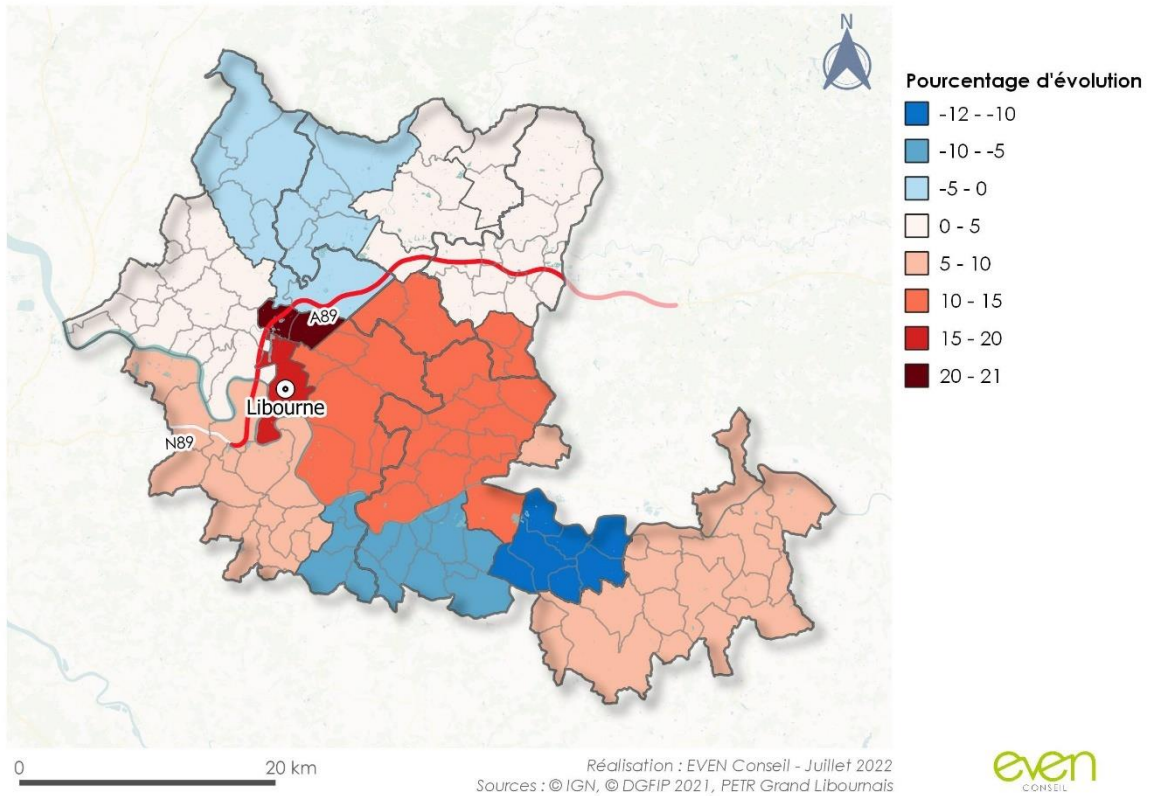 N
Pourcentage d'évolution
-12 - -10
-10 - -5
-5 - 0
0 - 5
5 - 10
10 - 15
15 - 20
20 - 21
A89
Libourne
N89
0 20 km
Réalisation : EVEN Conseil - Juillet 2022
Sources : © IGN, © DGFIP 2021, PETR Grand Libournais
even
CONSEIL